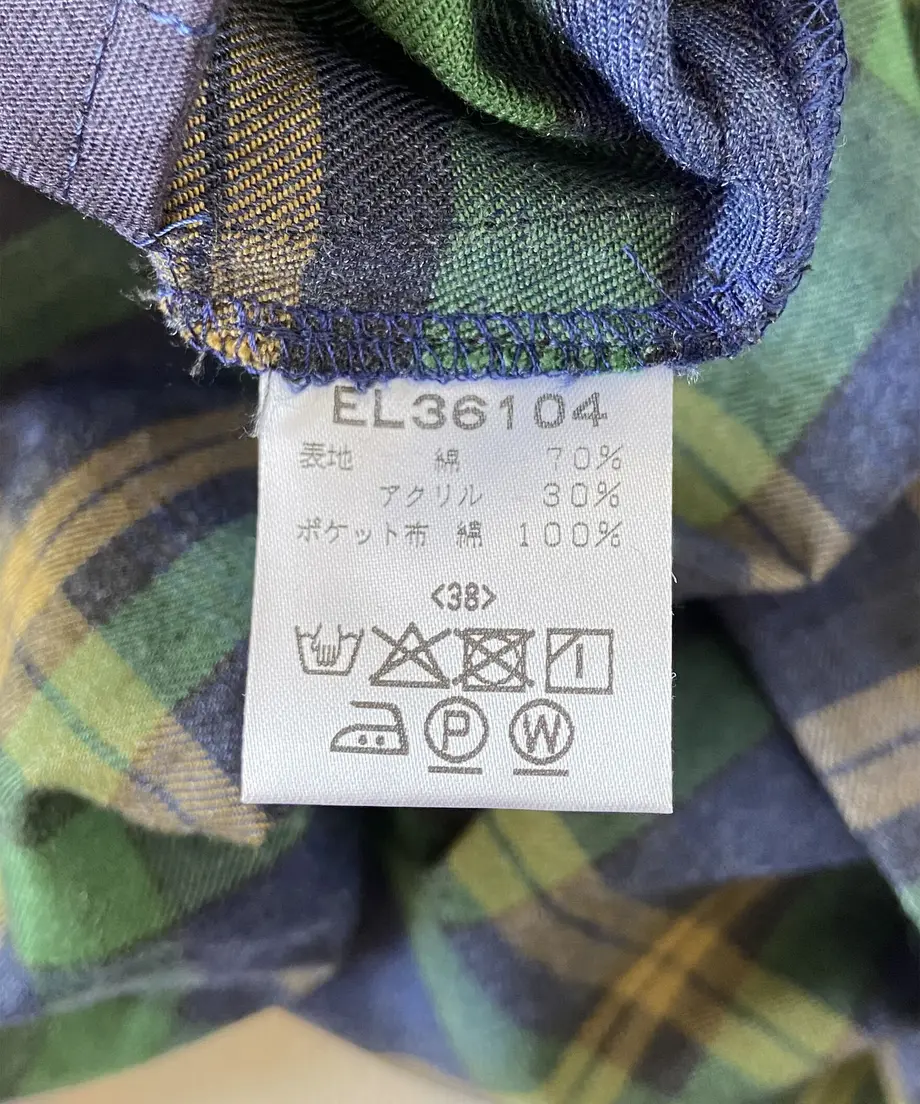 EL36104
表地 綿 70%
アクリル 30%
ポケット布 綿 100%
<38>
P W